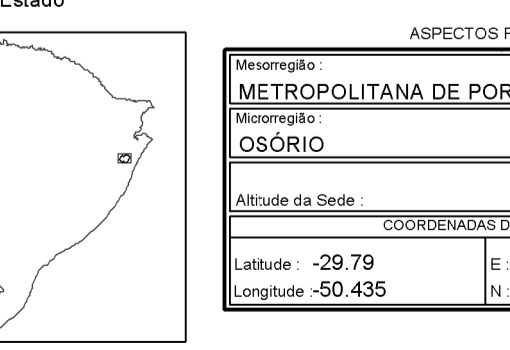 Estado
ASPECTOS F
Mesorregião :
METROPOLITANA DE POR
Microrregião :
OSÓRIO
Altitude da Sede :
COORDENADAS D
Latitude : -29.79
E :
Longitude :-50.435
N :